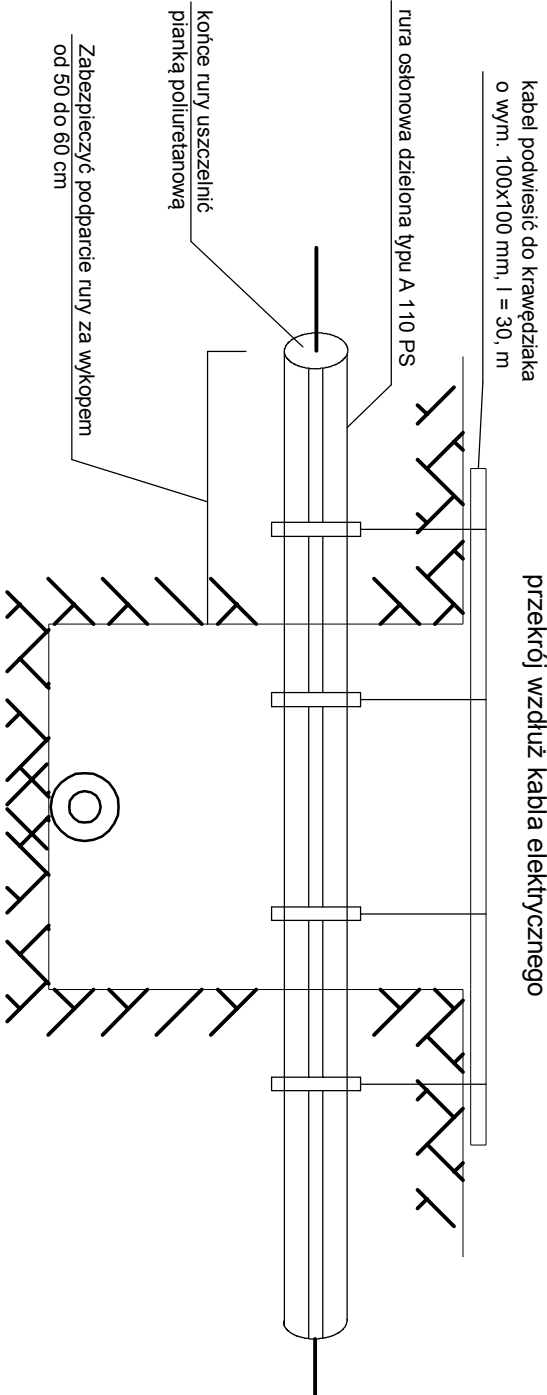 przekrój wzdłuż kabla elektrycznego
kabel podwiesić do krawędziaka
o wym. 100x100 mm, l = 30, m
rura osłonowa dzielona typu A 110 PS
końce rury uszczelnić
pianką poliuretanową
Zabezpieczyć podparcie rury za wykopem
od 50 do 60 cm